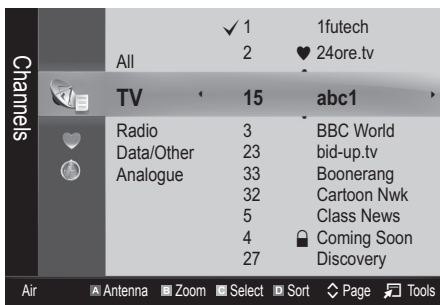 Channels
✓ 1 1futech
All 2 ♥ 24ore.tv
TV 15 abc1
Radio 3 BBC World
Data/Other 23 bid-up.tv
Analogue 33 Boonerang
32 Cartoon Nwk
5 Class News
4 Coming Soon
27 Discovery
Air A Antenna B Zoom C Select D Sort Page Tools